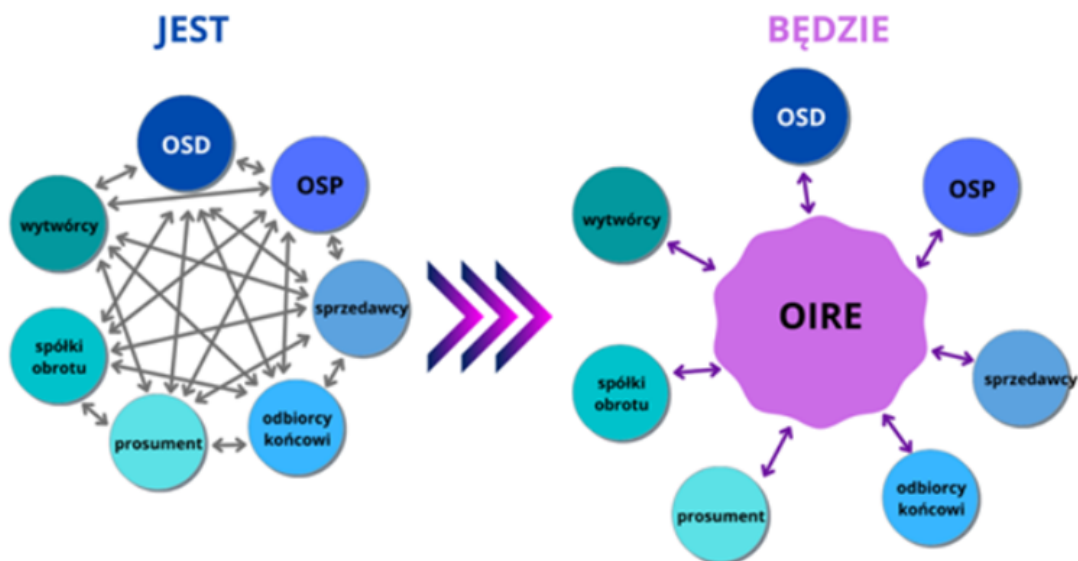 JEST
OSD
OSP
wytwórcy
sprzedawcy
spółki
obrotu
odbiorcy
końcowi
prosument
BĘDZIE
OSD
OSP
wytwórcy
OIRE
sprzedawcy
spółki
obrotu
odbiorcy
końcowi
prosument